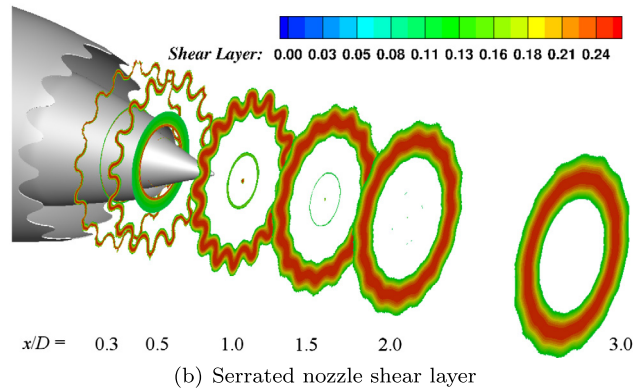 Shear Layer: 0.00 0.03 0.05 0.08 0.11 0.13 0.16 0.18 0.21 0.24
x/D = 0.3 0.5 1.0 1.5 2.0 3.0
(b) Serrated nozzle shear layer